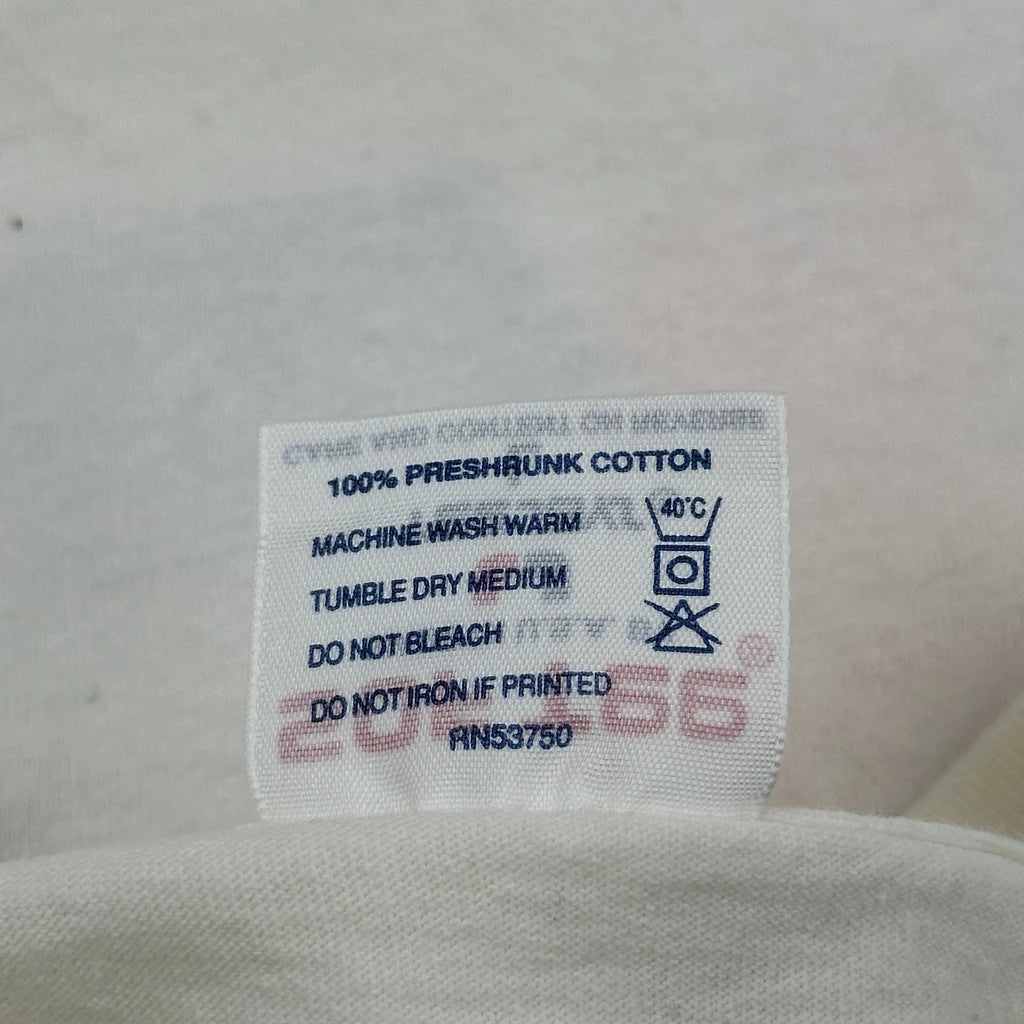 100% PRESHRUNK COTTON
MACHINE WASH WARM
40°C
TUMBLE DRY MEDIUM
DO NOT BLEACH
DO NOT IRON IF PRINTED
RN53750